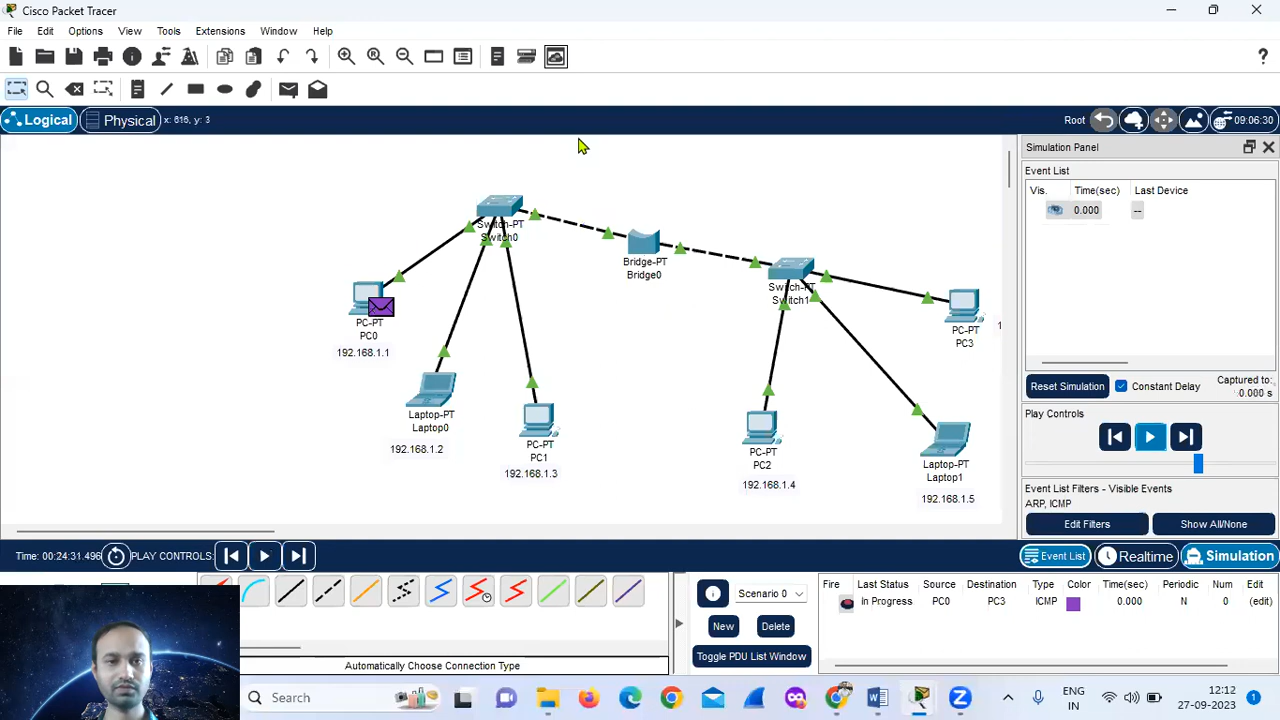 Cisco Packet Tracer
File Edit Options View Tools Extensions Window Help
Logical Physical x: 816, y: 3 Root 09:06:30
Simulation Panel
Event List
Vis. Time(sec) Last Device
0.000 --
Switch-PT
Switch0
Bridge-PT
Bridge0
Switch-PT
Switch1
PC-PT
PC0
192.168.1.1
PC-PT
PC3
1
Laptop-PT
Laptop0
192.168.1.2
PC-PT
PC1
192.168.1.3
PC-PT
PC2
192.168.1.4
Laptop-PT
Laptop1
192.168.1.5
Reset Simulation Constant Delay Captured to:
0.000 s
Play Controls
Event List Filters - Visible Events
ARP, ICMP
Edit Filters Show All/None
Time: 00:24:31.496 PLAY CONTROLS:
Event List Realtime Simulation
Scenario 0
New Delete
Toggle PDU List Window
Fire Last Status Source Destination Type Color Time(sec) Periodic Num Edit
In Progress PC0 PC3 ICMP 0.000 N 0 (edit)
Automatically Choose Connection Type
Search
ENG
IN
12:12
27-09-2023
1